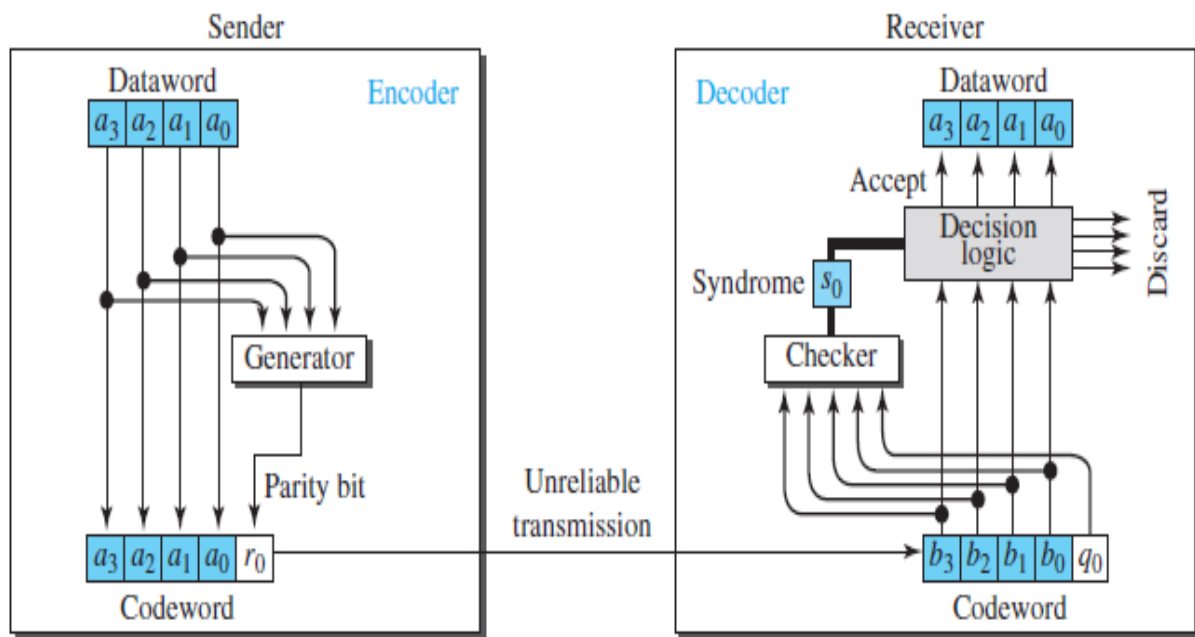 Sender
Encoder
Dataword
a3 a2 a1 a0
Generator
Parity bit
a3 a2 a1 a0 r0
Codeword
Unreliable
transmission
Receiver
Decoder
Dataword
a3 a2 a1 a0
Accept
Decision
logic
Discard
Syndrome s0
Checker
b3 b2 b1 b0 q0
Codeword